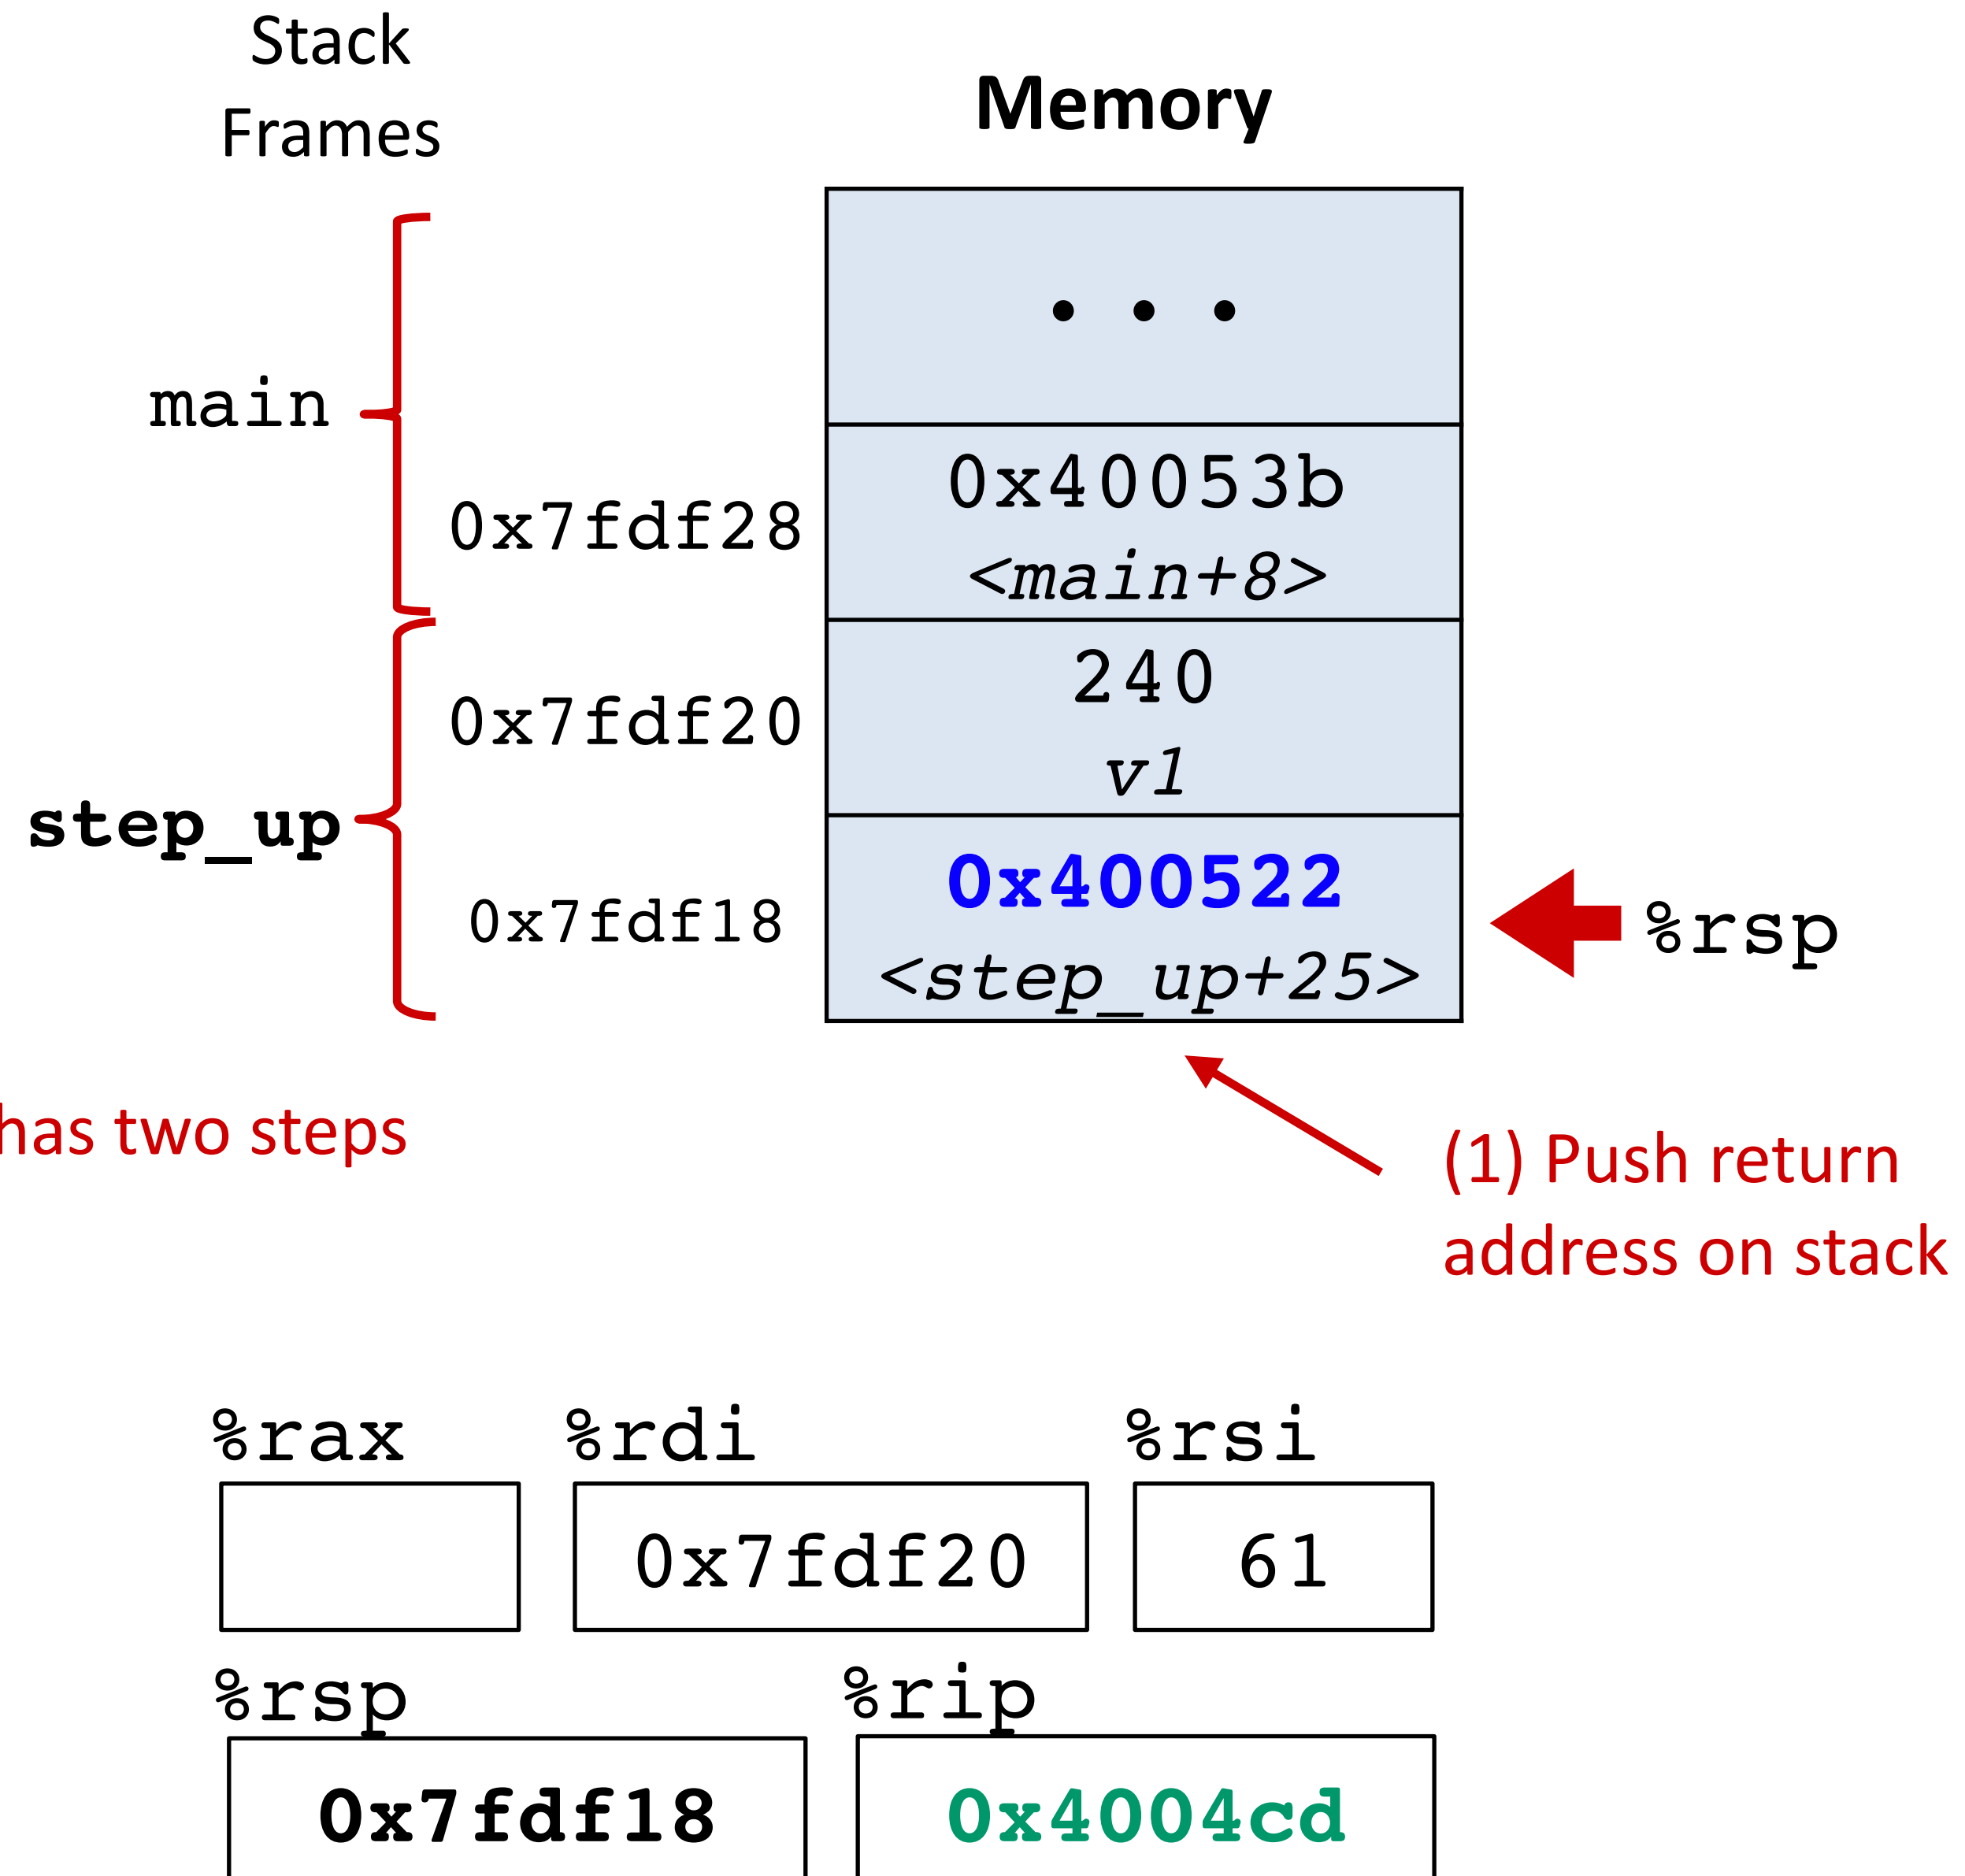 Stack
Frames
Memory
• • •
main
0x7fdf28
0x40053b
<main+8>
0x7fdf20
240
v1
step_up
0x7fdf18
0x400522
<step_up+25>
%rsp
has two steps
(1) Push return
address on stack
%rax %rdi %rsi
0x7fdf20 61
%rsp %rip
0x7fdf18 0x4004cd